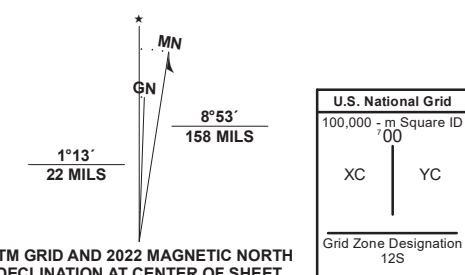 ★
MN
GN
8°53´
158 MILS
1°13´
22 MILS
TM GRID AND 2022 MAGNETIC NORTH
DECLINATION AT CENTER OF SHEET
U.S. National Grid
100,000 - m Square ID
700
XC YC
Grid Zone Designation
12S